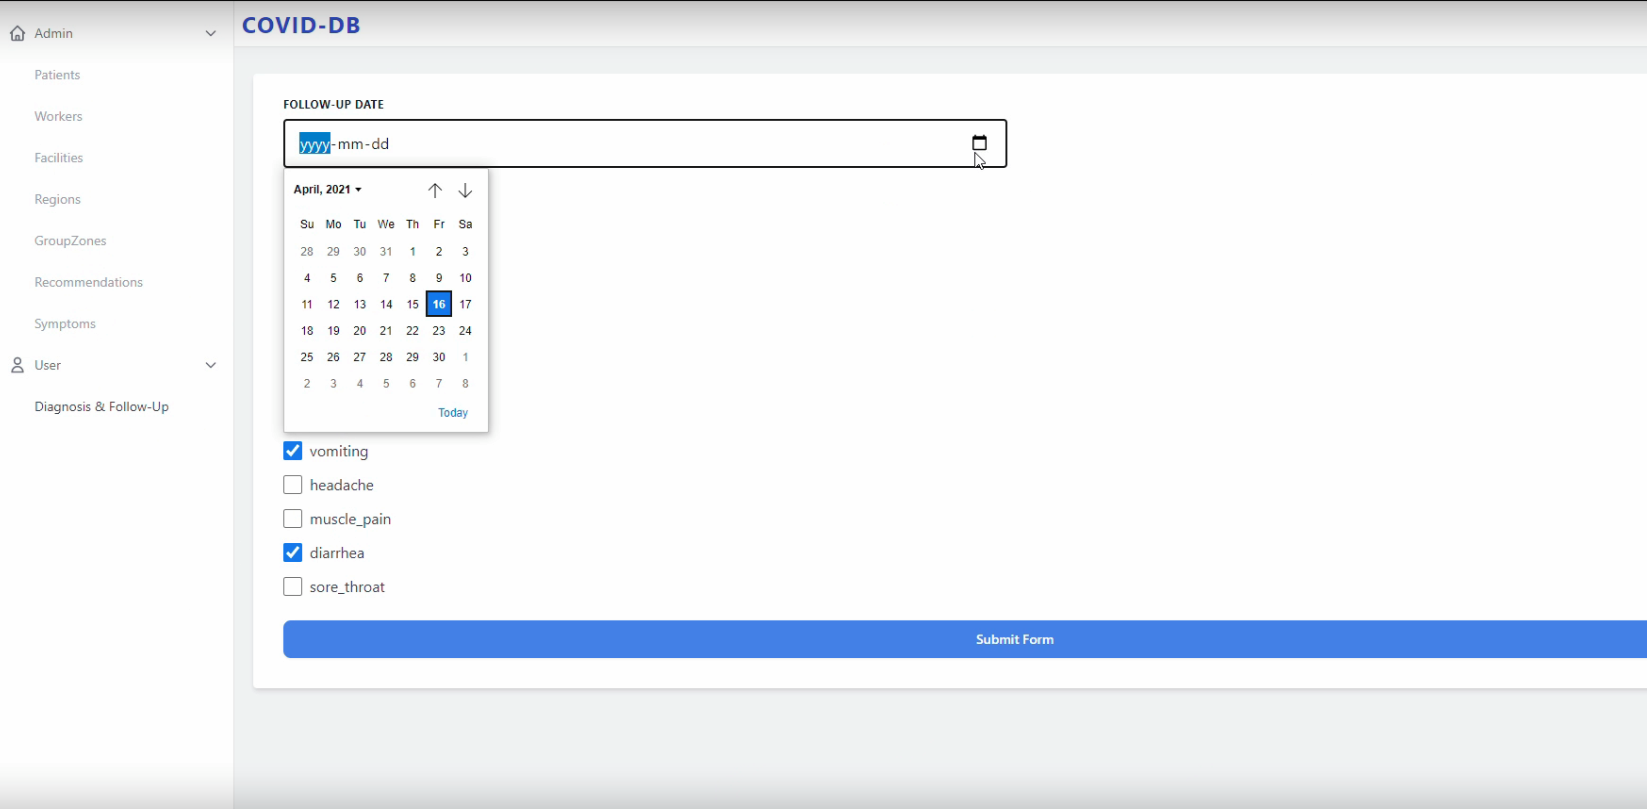 Admin
Patients
Workers
Facilities
Regions
GroupZones
Recommendations
Symptoms
User
Diagnosis & Follow-Up
COVID-DB
FOLLOW-UP DATE
yyyy-mm-dd
April, 2021
Su Mo Tu We Th Fr Sa
28 29 30 31 1 2 3
4 5 6 7 8 9 10
11 12 13 14 15 16 17
18 19 20 21 22 23 24
25 26 27 28 29 30 1
2 3 4 5 6 7 8
Today
vomiting
headache
muscle_pain
diarrhea
sore_throat
Submit Form